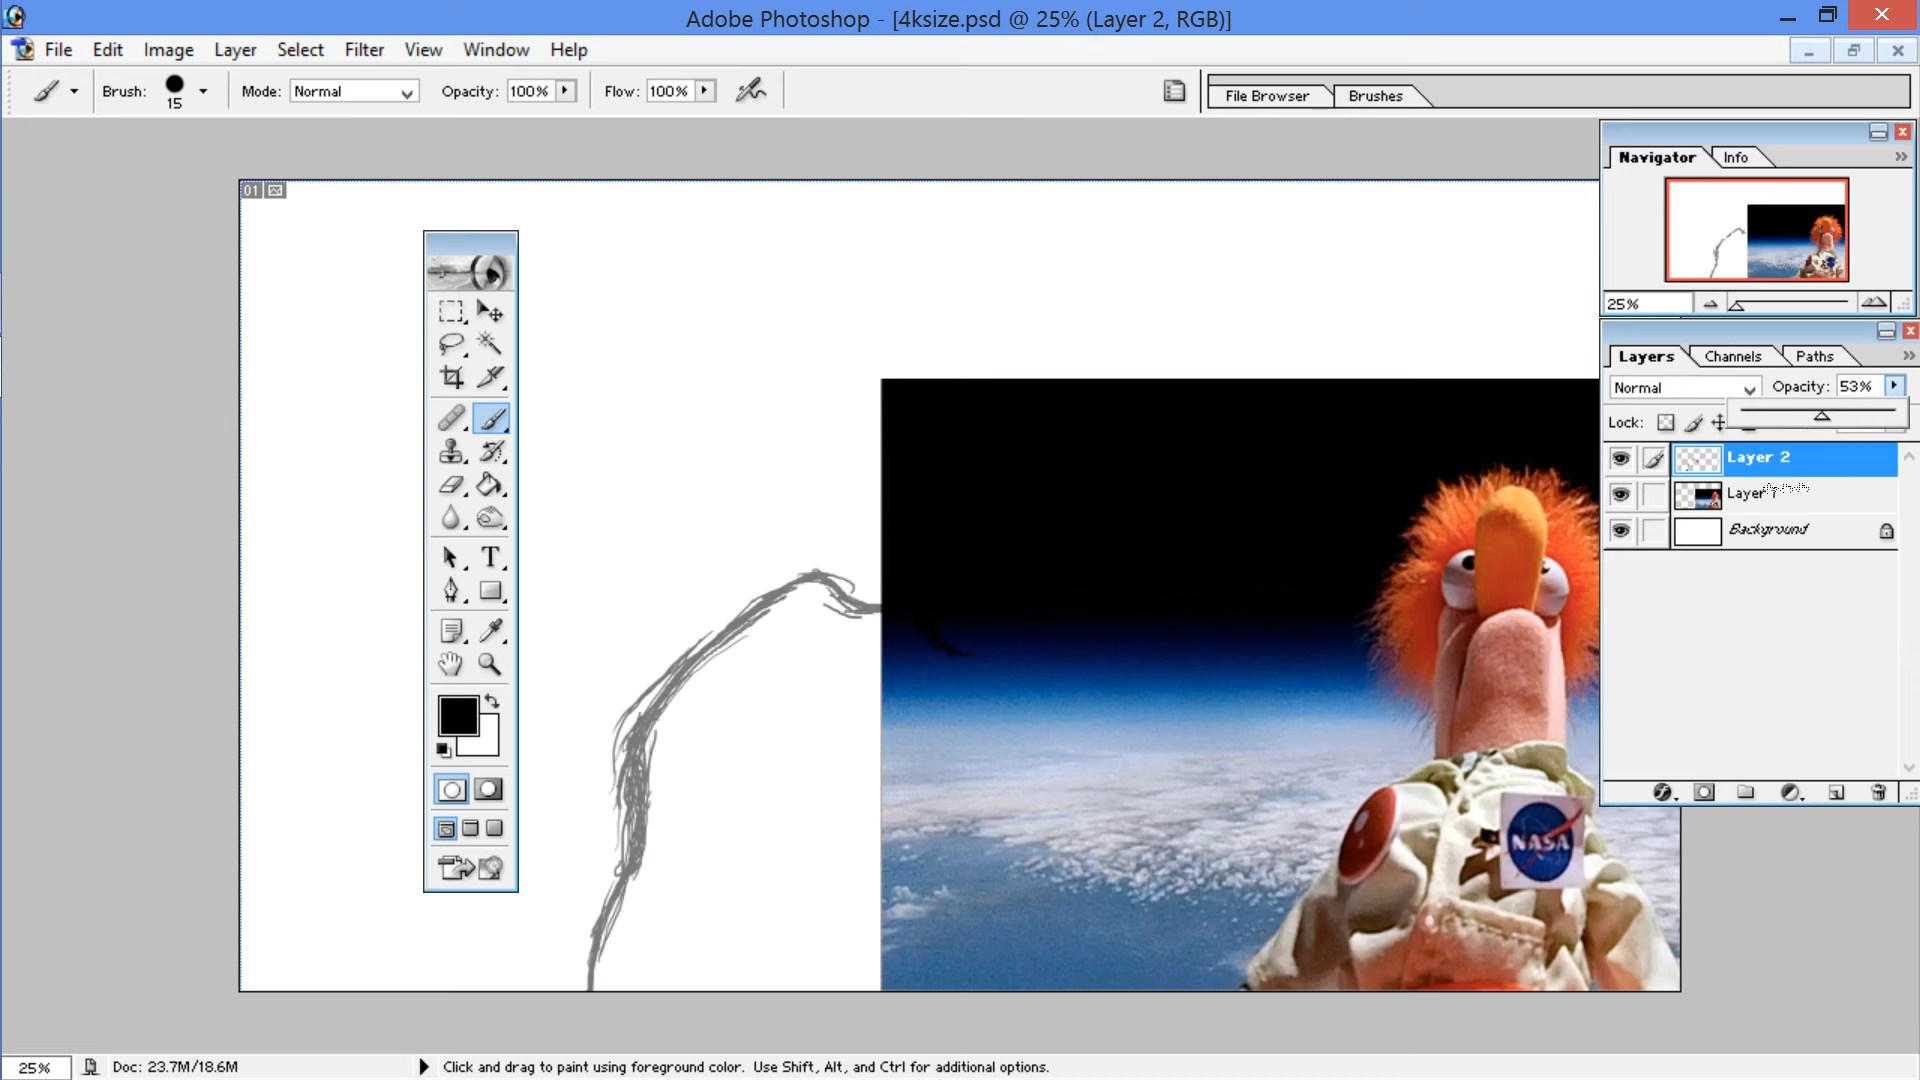 Adobe Photoshop - [4ksize.psd @ 25% (Layer 2, RGB)]
File Edit Image Layer Select Filter View Window Help
Brush: 15 Mode: Normal Opacity: 100% Flow: 100% File Browser Brushes
01
Navigator Info
25%
Layers Channels Paths
Normal Opacity: 53%
Lock:
Layer 2
Layer 1
Background
T
NASA
25% Doc: 23.7M/18.6M Click and drag to paint using foreground color. Use Shift, Alt, and Ctrl for additional options.